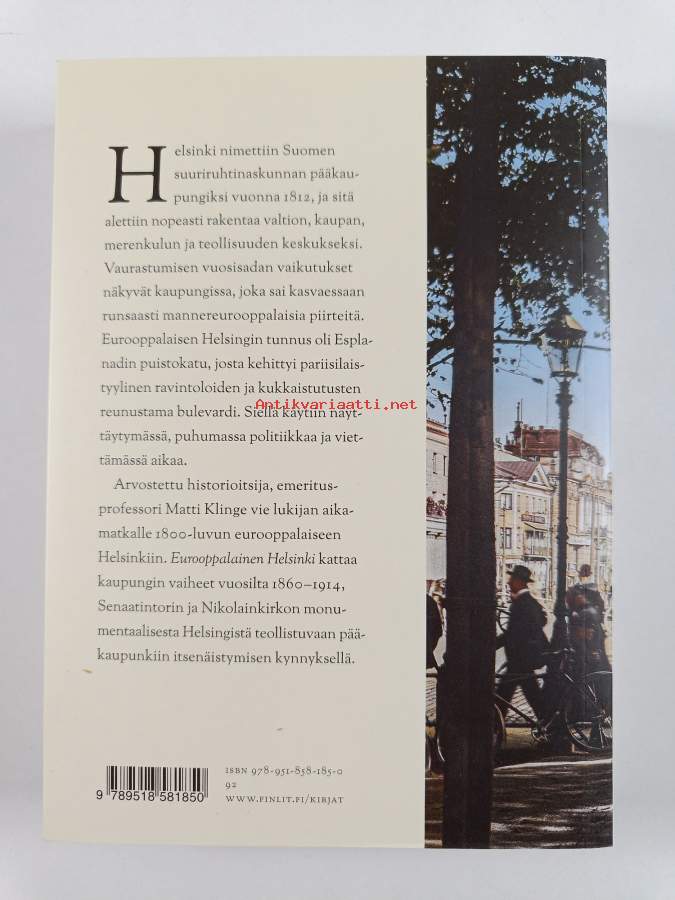 Helsinki nimettiin Suomen
suuriruhtinaskunnan pääkau-
pungiksi vuonna 1812, ja sitä
alettiin nopeasti rakentaa valtion, kaupan,
merenkulun ja teollisuuden keskukseksi.
Vaurastumisen vuosisadan vaikutukset
näkyvät kaupungissa, joka sai kasvaessaan
runsaasti mannereurooppalaisia piirteitä.
Eurooppalaisen Helsingin tunnus oli Espla-
nadin puistokatu, josta kehittyi pariisilais-
tyylinen ravintoloiden ja kukkaistutusten
Antikvariaatti.net
reunustama bulevardi. Siellä käytiin näyt-
täytymässä, puhumassa politiikkaa ja viet-
tämässä aikaa.
Arvostettu historioitsija, emeritus-
professori Matti Klinge vie lukijan aika-
matkalle 1800-luvun eurooppalaiseen
Helsinkiin. Eurooppalainen Helsinki kattaa
kaupungin vaiheet vuosilta 1860–1914,
Senaatintorin ja Nikolainkirkon monu-
mentaalisesta Helsingistä teollistuvaan pää-
kaupunkiin itsenäistymisen kynnyksellä.
ISBN 978-951-858-185-0
92
WWW.FINLIT.FI/KIRJAT
9 789518 581850